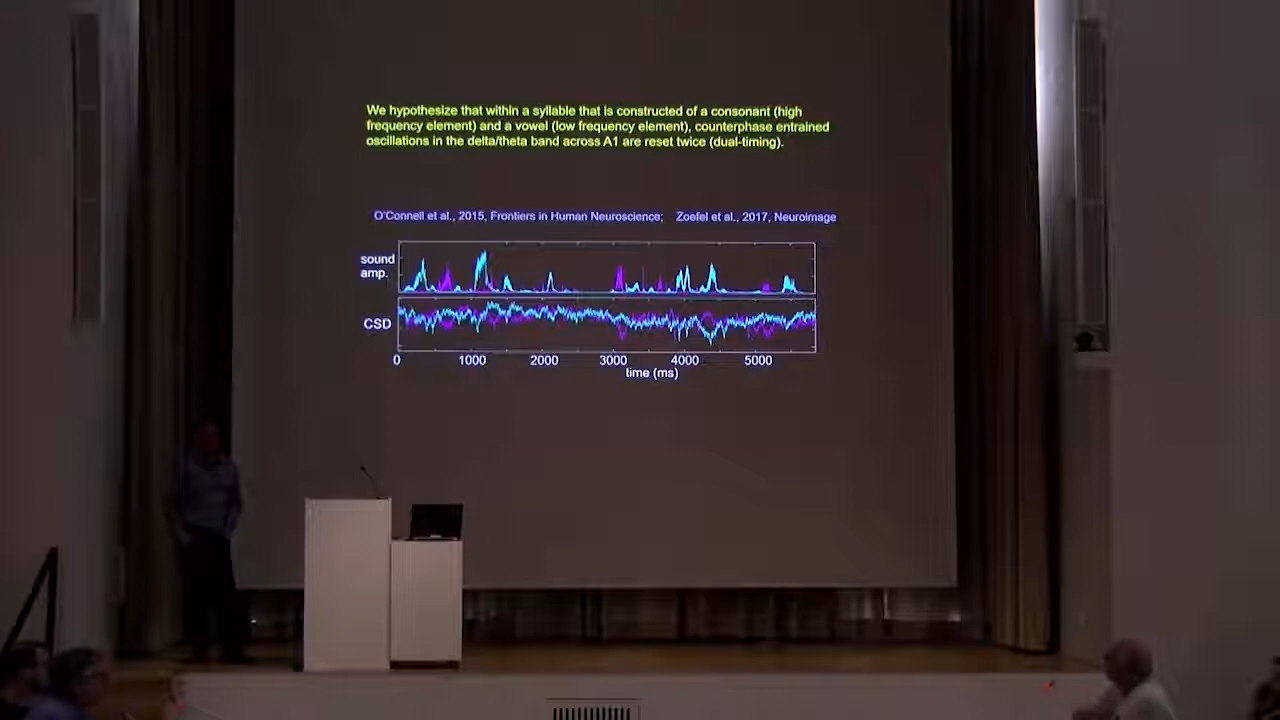 We hypothesize that within a syllable that is constructed of a consonant (high
frequency element) and a vowel (low frequency element), counterphase entrained
oscillations in the delta/theta band across A1 are reset twice (dual-timing).
O'Connell et al., 2015, Frontiers in Human Neuroscience; Zoefel et al., 2017, Neuroimage
sound
amp.
CSD
0 1000 2000 3000 4000 5000
time (ms)